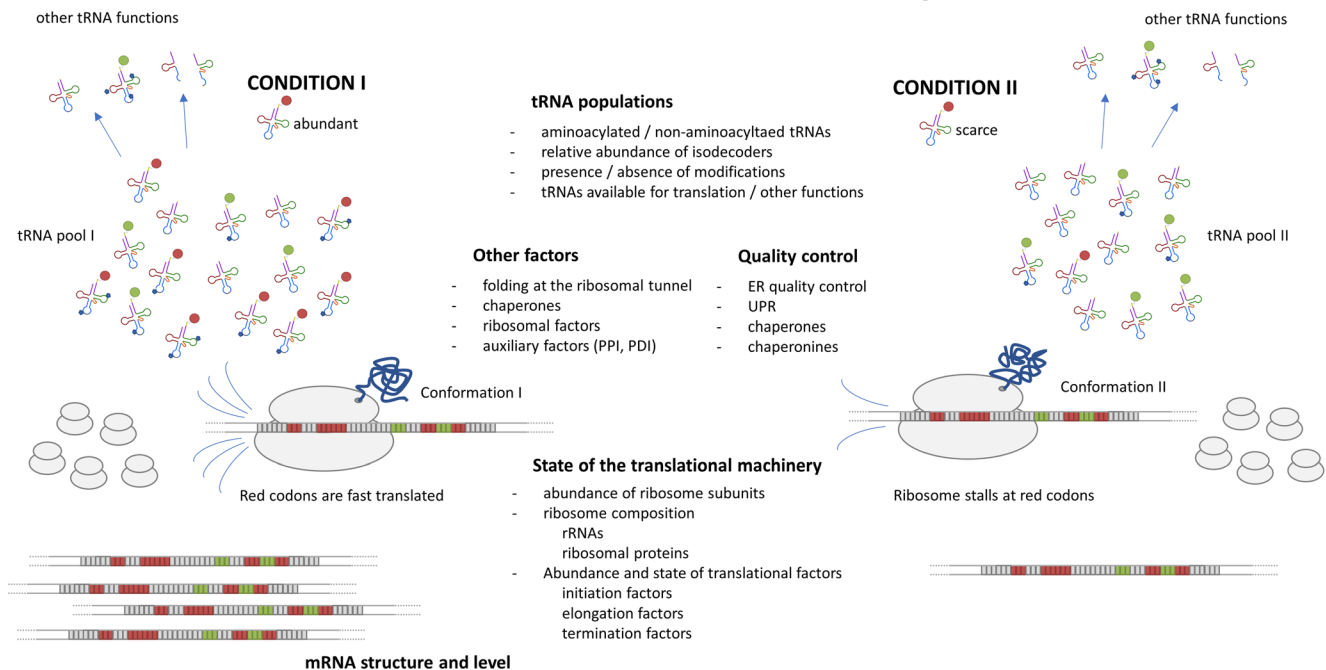 other tRNA functions
CONDITION I
abundant
tRNA pool I
tRNA populations
- aminoacylated / non-aminoacyltaed tRNAs
- relative abundance of isodecoders
- presence / absence of modifications
- tRNAs available for translation / other functions
other tRNA functions
CONDITION II
scarce
tRNA pool II
Other factors
- folding at the ribosomal tunnel
- chaperones
- ribosomal factors
- auxiliary factors (PPI, PDI)
Quality control
- ER quality control
- UPR
- chaperones
- chaperonines
Conformation I
Conformation II
Red codons are fast translated
Ribosome stalls at red codons
State of the translational machinery
- abundance of ribosome subunits
- ribosome composition
rRNAs
ribosomal proteins
- Abundance and state of translational factors
initiation factors
elongation factors
termination factors
mRNA structure and level